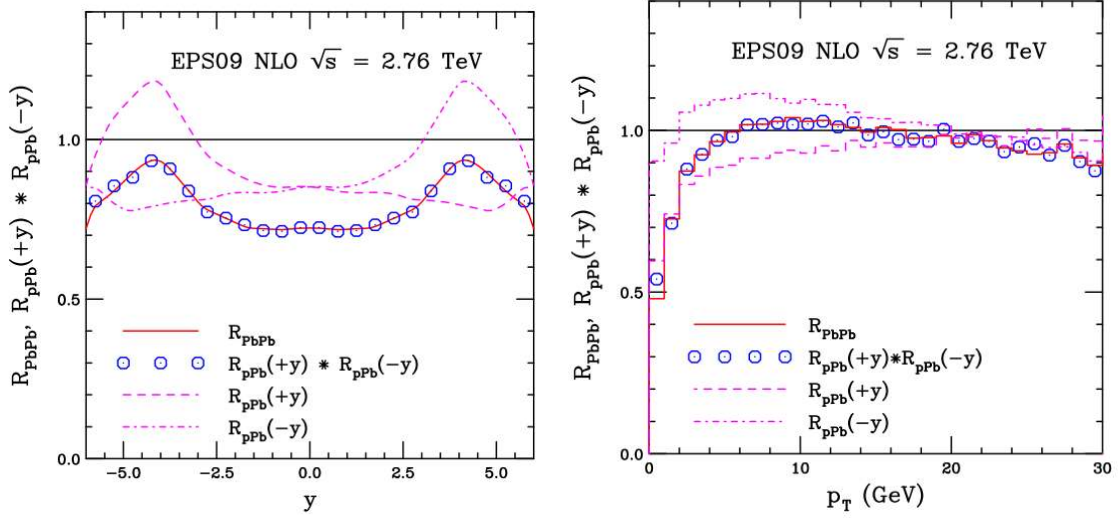 EPS09 NLO √s = 2.76 TeV
R_PbPb, R_pPb(+y) * R_pPb(−y)
1.0
0.5
0.0
R_PbPb
R_pPb(+y) * R_pPb(−y)
R_pPb(+y)
R_pPb(−y)
−5.0 −2.5 0.0 2.5 5.0
y
EPS09 NLO √s = 2.76 TeV
R_PbPb, R_pPb(+y) * R_pPb(−y)
1.0
0.5
0.0
R_PbPb
R_pPb(+y)*R_pPb(−y)
R_pPb(+y)
R_pPb(−y)
0 10 20 30
p_T (GeV)